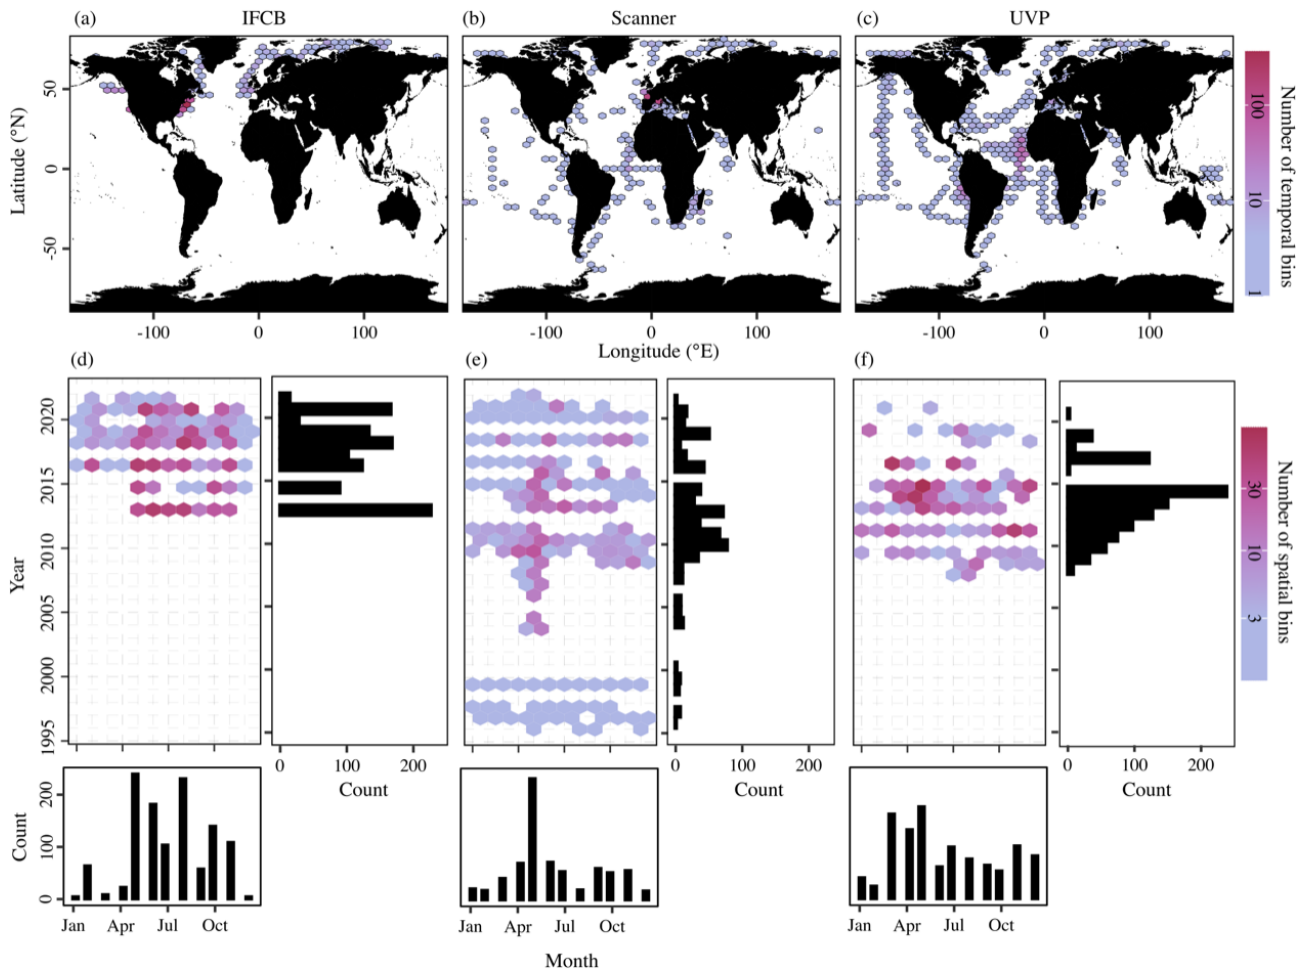 (a) IFCB (b) Scanner (c) UVP
50
0
-50
Latitude (°N)
-100 0 100 -100 0 100 -100 0 100
Longitude (°E)
100
10
1
Number of temporal bins
(d) (e) (f)
2020
2015
2010
2005
2000
1995
Year
30
10
3
Number of spatial bins
0 100 200 0 100 200 0 100 200
Count Count Count
200
100
0
Count
Jan Apr Jul Oct Jan Apr Jul Oct Jan Apr Jul Oct
Month